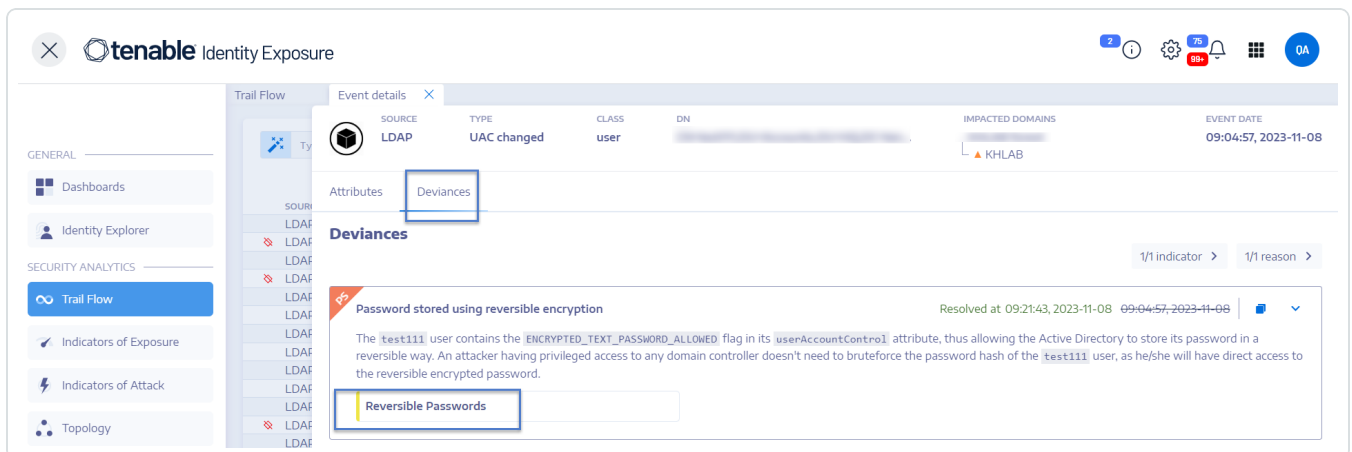 tenable Identity Exposure
2
75
99+
QA
Trail Flow
Event details
SOURCE TYPE CLASS DN IMPACTED DOMAINS EVENT DATE
LDAP UAC changed user 09:04:57, 2023-11-08
KHLAB
Ty
GENERAL
Dashboards
Identity Explorer
SECURITY ANALYTICS
Trail Flow
Indicators of Exposure
Indicators of Attack
Topology
SOUR
LDAP
LDAP
LDAP
LDAP
LDAP
LDAP
LDAP
LDAP
LDAP
LDAP
LDAP
LDAP
LDAP
Attributes Deviances
Deviances
1/1 indicator > 1/1 reason >
PS
Password stored using reversible encryption Resolved at 09:21:43, 2023-11-08 09:04:57, 2023-11-08
The test111 user contains the ENCRYPTED_TEXT_PASSWORD_ALLOWED flag in its userAccountControl attribute, thus allowing the Active Directory to store its password in a
reversible way. An attacker having privileged access to any domain controller doesn't need to bruteforce the password hash of the test111 user, as he/she will have direct access to
the reversible encrypted password.
Reversible Passwords